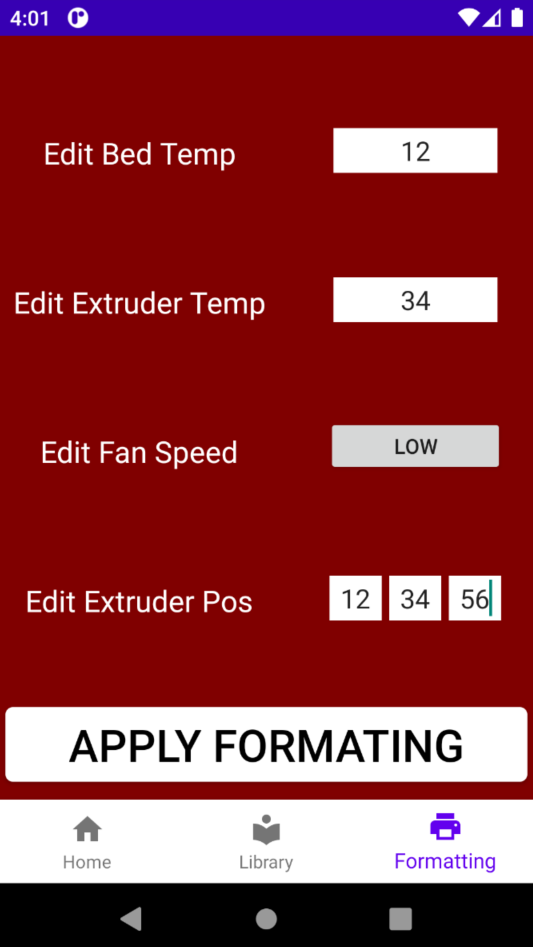 4:01
Edit Bed Temp 12
Edit Extruder Temp 34
Edit Fan Speed LOW
Edit Extruder Pos 12 34 56
APPLY FORMATING
Home Library Formatting